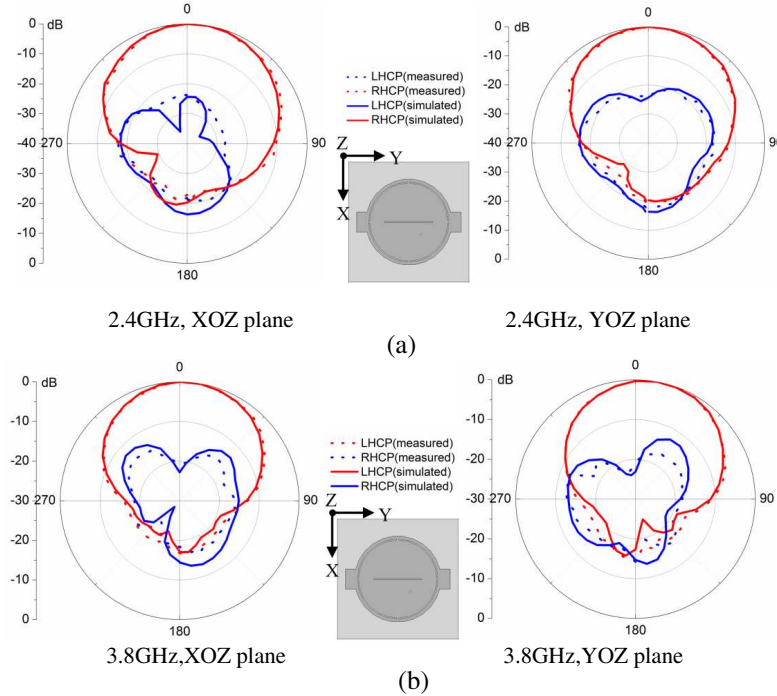 0
0
dB
-10
-20
-30
-40
-30
-20
-10
0
270
90
180
LHCP(measured)
RHCP(measured)
LHCP(simulated)
RHCP(simulated)
Z
Y
X
0
0
dB
-10
-20
-30
-40
-30
-20
-10
0
270
90
180
2.4GHz, XOZ plane
2.4GHz, YOZ plane
(a)
0
0
dB
-10
-20
-30
-20
-10
0
270
90
180
LHCP(measured)
RHCP(measured)
LHCP(simulated)
RHCP(simulated)
Z
Y
X
0
0
dB
-10
-20
-30
-20
-10
0
270
90
180
3.8GHz,XOZ plane
3.8GHz,YOZ plane
(b)